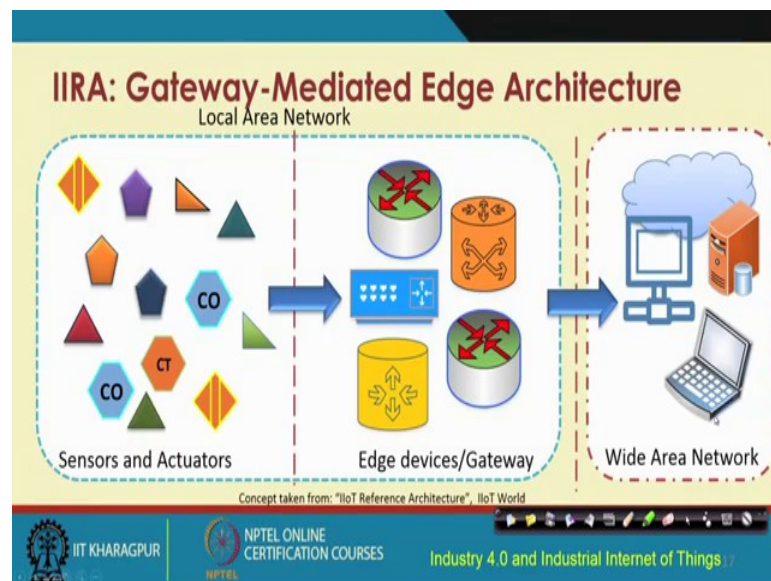 IIRA: Gateway-Mediated Edge Architecture
Local Area Network
CO
CT
CO
Sensors and Actuators
Edge devices/Gateway
Wide Area Network
Concept taken from: "IIoT Reference Architecture", IIoT World
IIT KHARAGPUR
NPTEL
NPTEL ONLINE
CERTIFICATION COURSES
Industry 4.0 and Industrial Internet of Things
17